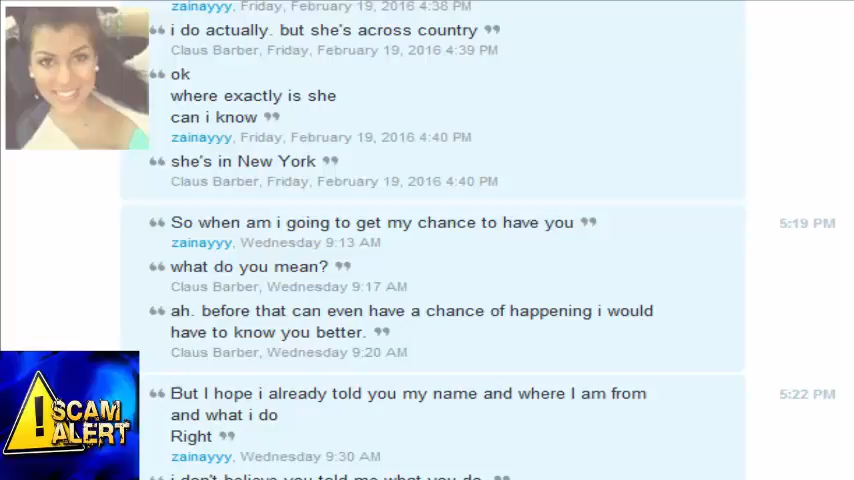 zainayyy, Friday, February 19, 2016 4:38 PM
❝ i do actually. but she's across country ❞
Claus Barber, Friday, February 19, 2016 4:39 PM
❝ ok
where exactly is she
can i know ❞
zainayyy, Friday, February 19, 2016 4:40 PM
❝ she's in New York ❞
Claus Barber, Friday, February 19, 2016 4:40 PM
❝ So when am i going to get my chance to have you ❞ 5:19 PM
zainayyy, Wednesday 9:13 AM
❝ what do you mean? ❞
Claus Barber, Wednesday 9:17 AM
❝ ah. before that can even have a chance of happening i would
have to know you better. ❞
Claus Barber, Wednesday 9:20 AM
❝ But I hope i already told you my name and where I am from 5:22 PM
and what i do
Right ❞
zainayyy, Wednesday 9:30 AM
i don't believe you told me what you do. ❞
SCAM
ALERT